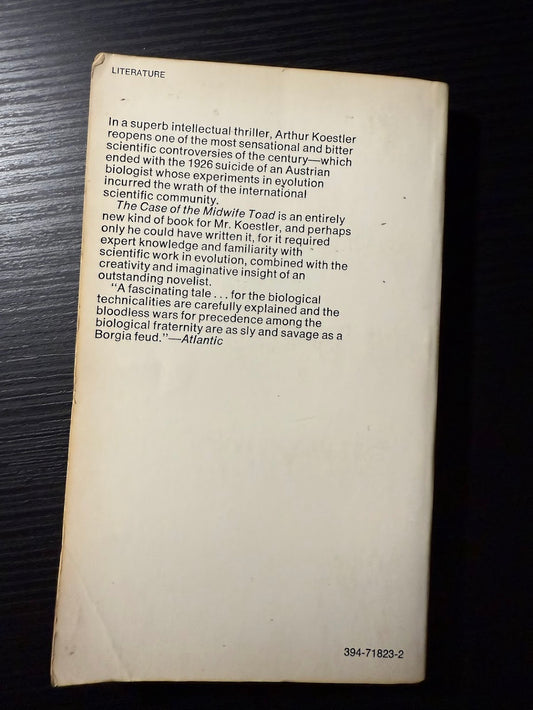 LITERATURE
In a superb intellectual thriller, Arthur Koestler
reopens one of the most sensational and bitter
scientific controversies of the century—which
ended with the 1926 suicide of an Austrian
biologist whose experiments in evolution
incurred the wrath of the international
scientific community.
The Case of the Midwife Toad is an entirely
new kind of book for Mr. Koestler, and perhaps
only he could have written it, for it required
expert knowledge and familiarity with
scientific work in evolution, combined with the
creativity and imaginative insight of an
outstanding novelist.
"A fascinating tale . . . for the biological
technicalities are carefully explained and the
bloodless wars for precedence among the
biological fraternity are as sly and savage as a
Borgia feud."—Atlantic
394-71823-2